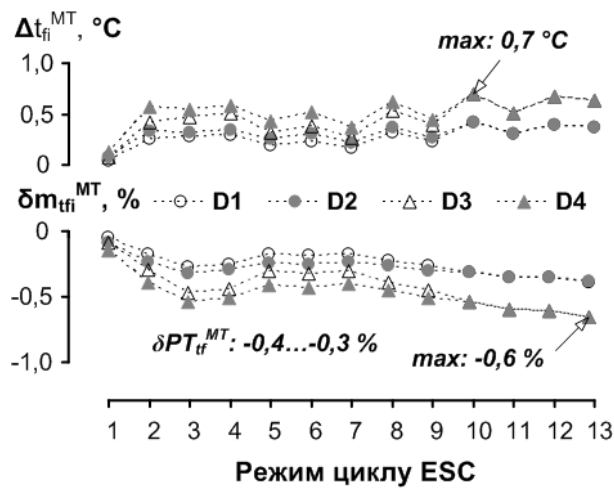 Δt_fi^MT, °C
max: 0,7 °C
1,0
0,5
0
δm_tfi^MT, % D1 D2 D3 D4
0
-0,5
-1,0
δPT_tf^MT: -0,4...-0,3 %
max: -0,6 %
1 2 3 4 5 6 7 8 9 10 11 12 13
Режим циклу ESC